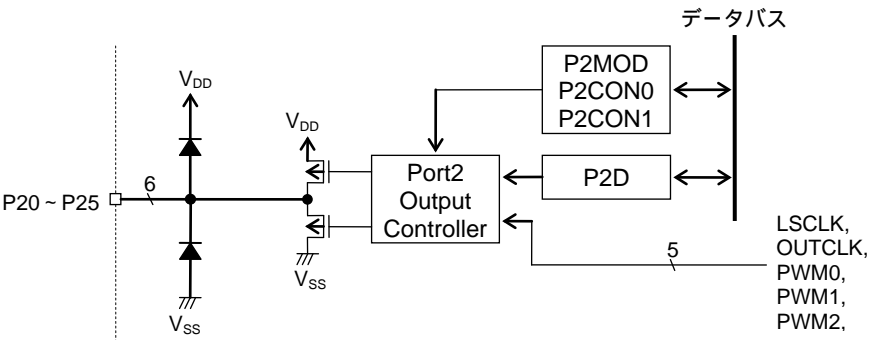 データバス
P2MOD
P2CON0
P2CON1
VDD
VDD
Port2
Output
Controller
P2D
P20 ~ P25
6
VSS
VSS
5
LSCLK,
OUTCLK,
PWM0,
PWM1,
PWM2,